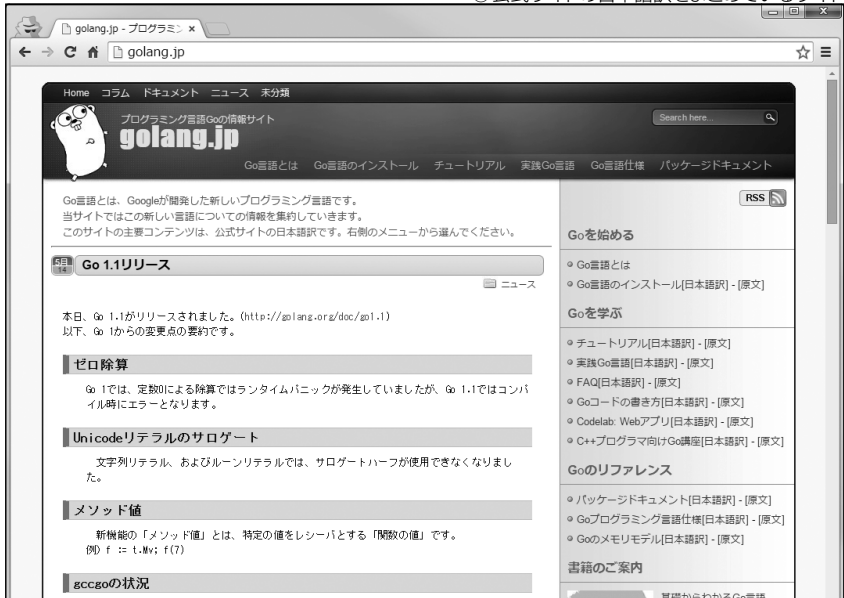 golang.jp - プログラミン
golang.jp
Home コラム ドキュメント ニュース 未分類
プログラミング言語Goの情報サイト
golang.jp
Search here...
Go言語とは Go言語のインストール チュートリアル 実践Go言語 Go言語仕様 パッケージドキュメント
Go言語とは、Googleが開発した新しいプログラミング言語です。
当サイトではこの新しい言語についての情報を集約していきます。
このサイトの主要コンテンツは、公式サイトの日本語訳です。右側のメニューから選んでください。
5月
14
Go 1.1リリース
ニュース
本日、Go 1.1がリリースされました。(http://golang.org/doc/go1.1)
以下、Go 1からの変更点の要約です。
ゼロ除算
Go 1では、定数0による除算ではランタイムパニックが発生していましたが、Go 1.1ではコンパ
イル時にエラーとなります。
Unicodeリテラルのサロゲート
文字列リテラル、およびルーンリテラルでは、サロゲートハーフが使用できなくなりまし
た。
メソッド値
新機能の「メソッド値」とは、特定の値をレシーバとする「関数の値」です。
例) f := t.Mv; f(7)
gccgoの状況
RSS
Goを始める
Go言語とは
Go言語のインストール[日本語訳] - [原文]
Goを学ぶ
チュートリアル[日本語訳] - [原文]
実践Go言語[日本語訳] - [原文]
FAQ[日本語訳] - [原文]
Goコードの書き方[日本語訳] - [原文]
Codelab: Webアプリ[日本語訳] - [原文]
C++プログラマ向けGo講座[日本語訳] - [原文]
Goのリファレンス
パッケージドキュメント[日本語訳] - [原文]
Goプログラミング言語仕様[日本語訳] - [原文]
Goのメモリモデル[日本語訳] - [原文]
書籍のご案内